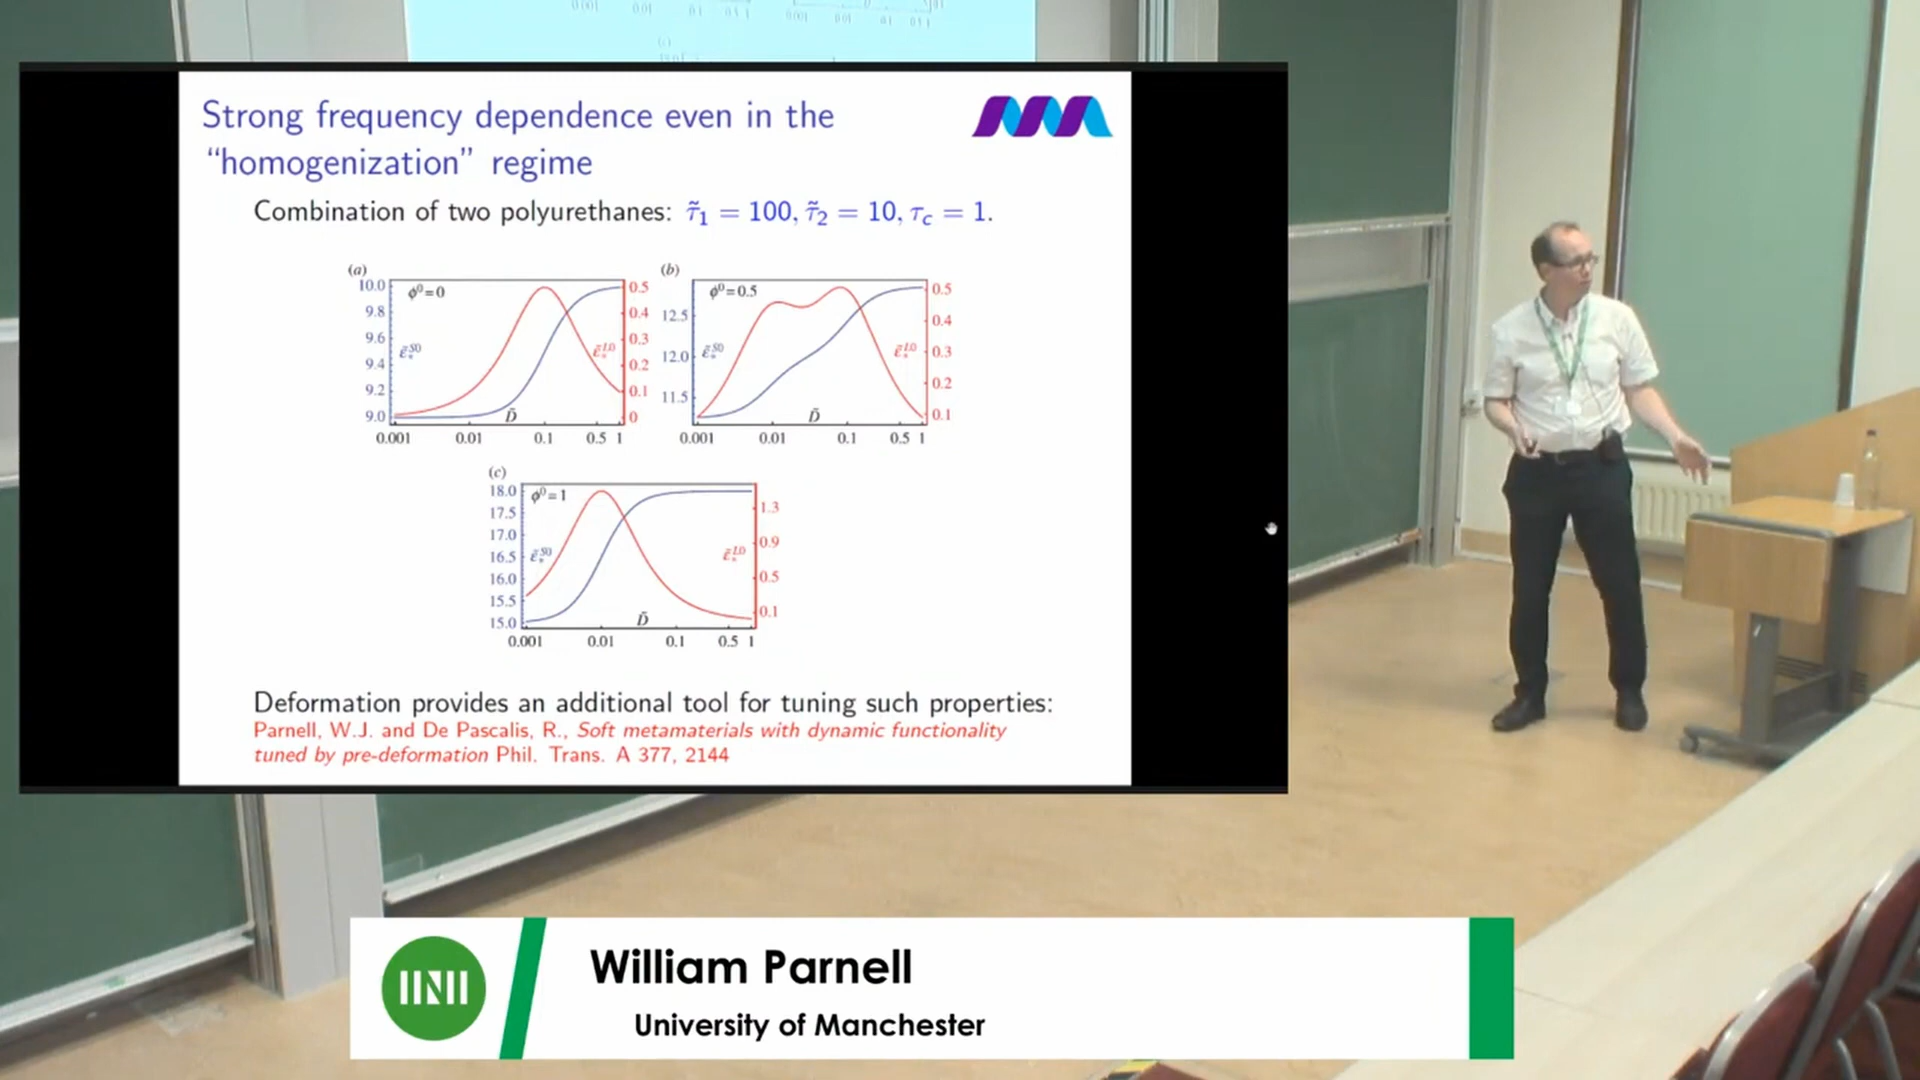 Strong frequency dependence even in the
“homogenization” regime
Combination of two polyurethanes: τ̃₁ = 100, τ̃₂ = 10, τ_c = 1.
(a)
ϕ⁰=0
10.0
9.8
9.6
9.4
9.2
9.0
0.5
0.4
0.3
0.2
0.1
0
D̃
0.001 0.01 0.1 0.5 1
(b)
ϕ⁰=0.5
12.5
12.0
11.5
0.5
0.4
0.3
0.2
0.1
D̃
0.001 0.01 0.1 0.5 1
(c)
ϕ⁰=1
18.0
17.5
17.0
16.5
16.0
15.5
15.0
1.3
0.9
0.5
0.1
D̃
0.001 0.01 0.1 0.5 1
Deformation provides an additional tool for tuning such properties:
Parnell, W.J. and De Pascalis, R., Soft metamaterials with dynamic functionality
tuned by pre-deformation Phil. Trans. A 377, 2144
William Parnell
University of Manchester